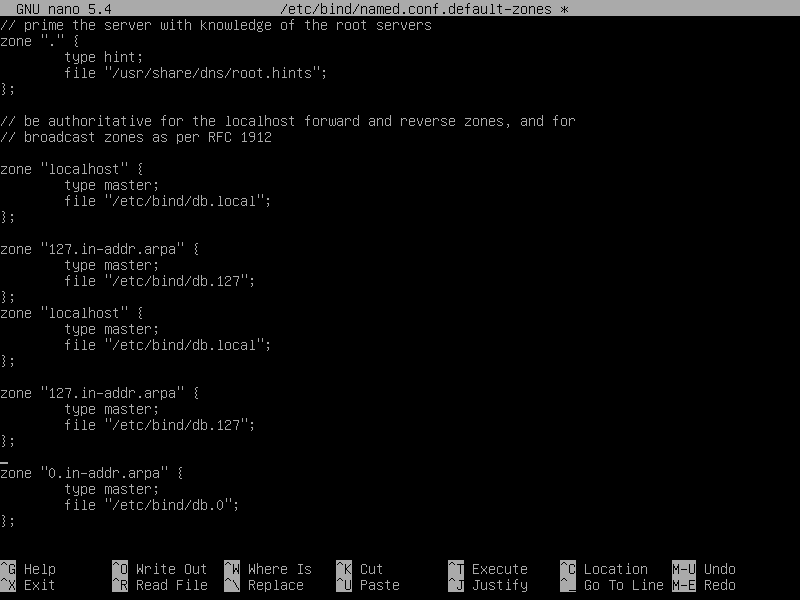 GNU nano 5.4 /etc/bind/named.conf.default-zones *
// prime the server with knowledge of the root servers
zone "." {
        type hint;
        file "/usr/share/dns/root.hints";
};

// be authoritative for the localhost forward and reverse zones, and for
// broadcast zones as per RFC 1912

zone "localhost" {
        type master;
        file "/etc/bind/db.local";
};

zone "127.in-addr.arpa" {
        type master;
        file "/etc/bind/db.127";
};
zone "localhost" {
        type master;
        file "/etc/bind/db.local";
};

zone "127.in-addr.arpa" {
        type master;
        file "/etc/bind/db.127";
};

zone "0.in-addr.arpa" {
        type master;
        file "/etc/bind/db.0";
};

^G Help ^O Write Out ^W Where Is ^K Cut ^T Execute ^C Location M-U Undo
^X Exit ^R Read File ^\ Replace ^U Paste ^J Justify ^_ Go To Line M-E Redo